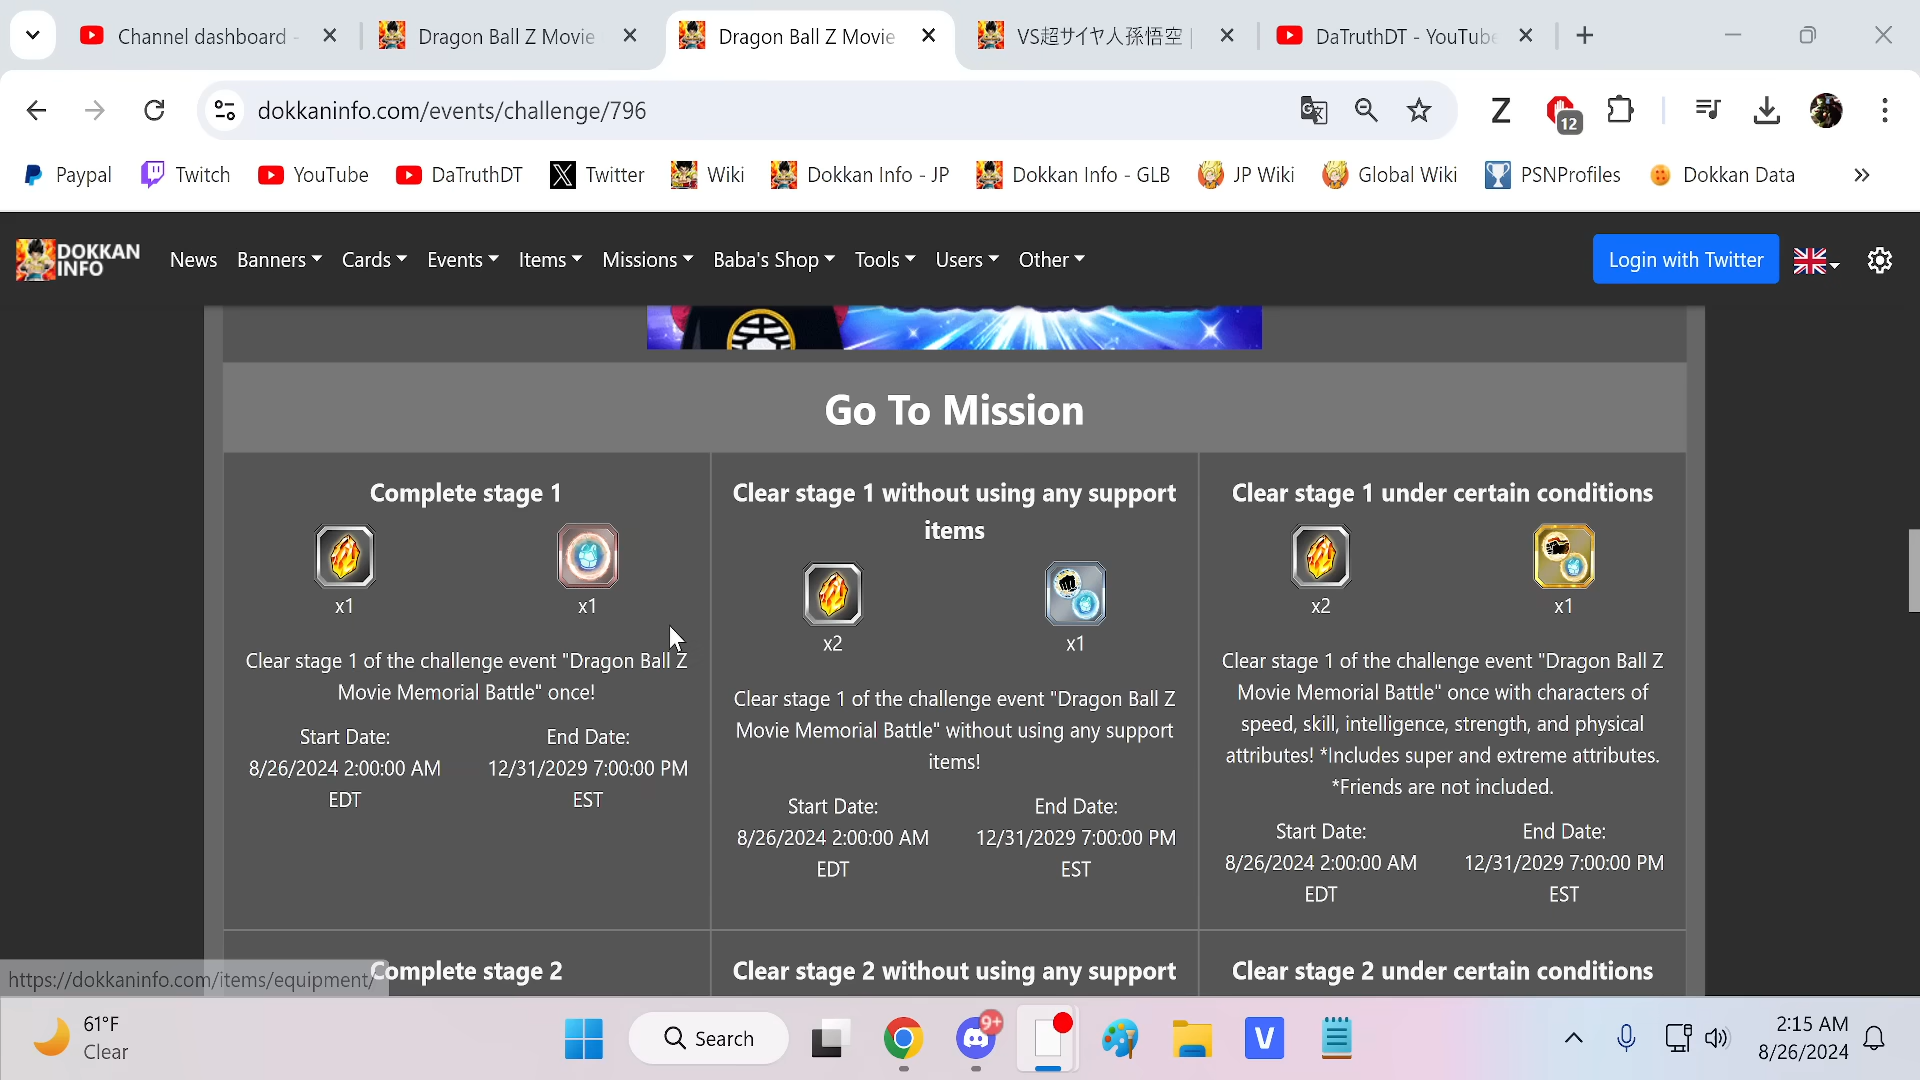 Channel dashboard -
Dragon Ball Z Movie
Dragon Ball Z Movie
VS超サイヤ人孫悟空 |
DaTruthDT - YouTube
dokkaninfo.com/events/challenge/796
12
Paypal
Twitch
YouTube
DaTruthDT
Twitter
Wiki
Dokkan Info - JP
Dokkan Info - GLB
JP Wiki
Global Wiki
PSNProfiles
Dokkan Data
DOKKAN
INFO
News
Banners
Cards
Events
Items
Missions
Baba's Shop
Tools
Users
Other
Login with Twitter
Go To Mission
Complete stage 1
x1
x1
Clear stage 1 of the challenge event "Dragon Ball Z
Movie Memorial Battle" once!
Start Date:
8/26/2024 2:00:00 AM
EDT
End Date:
12/31/2029 7:00:00 PM
EST
Clear stage 1 without using any support
items
x2
x1
Clear stage 1 of the challenge event "Dragon Ball Z
Movie Memorial Battle" without using any support
items!
Start Date:
8/26/2024 2:00:00 AM
EDT
End Date:
12/31/2029 7:00:00 PM
EST
Clear stage 1 under certain conditions
x2
x1
Clear stage 1 of the challenge event "Dragon Ball Z
Movie Memorial Battle" once with characters of
speed, skill, intelligence, strength, and physical
attributes! *Includes super and extreme attributes.
*Friends are not included.
Start Date:
8/26/2024 2:00:00 AM
EDT
End Date:
12/31/2029 7:00:00 PM
EST
Complete stage 2
Clear stage 2 without using any support
Clear stage 2 under certain conditions
https://dokkaninfo.com/items/equipment/
61°F
Clear
Search
9+
2:15 AM
8/26/2024